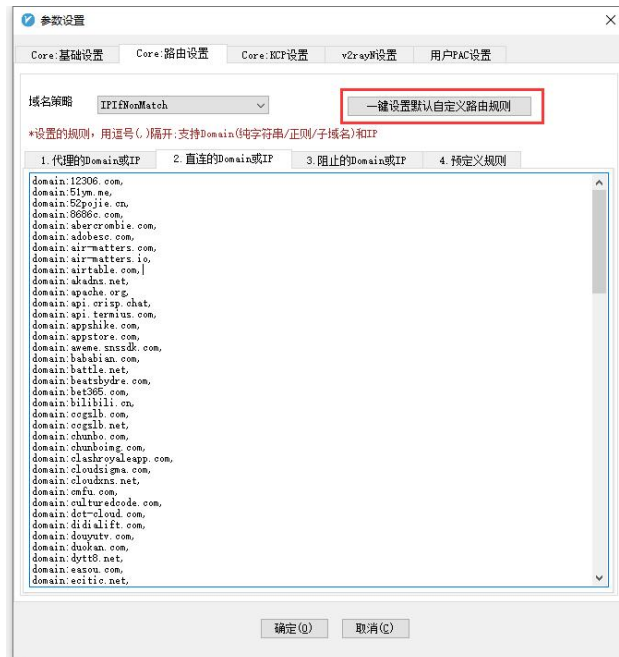 参数设置
Core:基础设置 Core:路由设置 Core:KCP设置 v2rayN设置 用户PAC设置
域名策略 IPIfNonMatch 一键设置默认自定义路由规则
*设置的规则，用逗号(,)隔开;支持Domain(纯字符串/正则/子域名)和IP
1.代理的Domain或IP 2.直连的Domain或IP 3.阻止的Domain或IP 4.预定义规则
domain:12306.com,
domain:51ym.me,
domain:52pojie.cn,
domain:8686c.com,
domain:abercrombie.com,
domain:adobesc.com,
domain:air-matters.com,
domain:air-matters.io,
domain:airtable.com,
domain:akadns.net,
domain:apache.org,
domain:api.crisp.chat,
domain:api.termius.com,
domain:appshike.com,
domain:appstore.com,
domain:aweme.snssdk.com,
domain:bababian.com,
domain:battle.net,
domain:beatsbydre.com,
domain:bet365.com,
domain:bilibili.cn,
domain:ccgslb.com,
domain:ccgslb.net,
domain:chunbo.com,
domain:chunboimg.com,
domain:clashroyaleapp.com,
domain:cloudsigma.com,
domain:cloudxns.net,
domain:cmfu.com,
domain:culturedcode.com,
domain:dct-cloud.com,
domain:didialift.com,
domain:douyutv.com,
domain:duokan.com,
domain:dytt8.net,
domain:easou.com,
domain:ecitic.net,
确定(O) 取消(C)